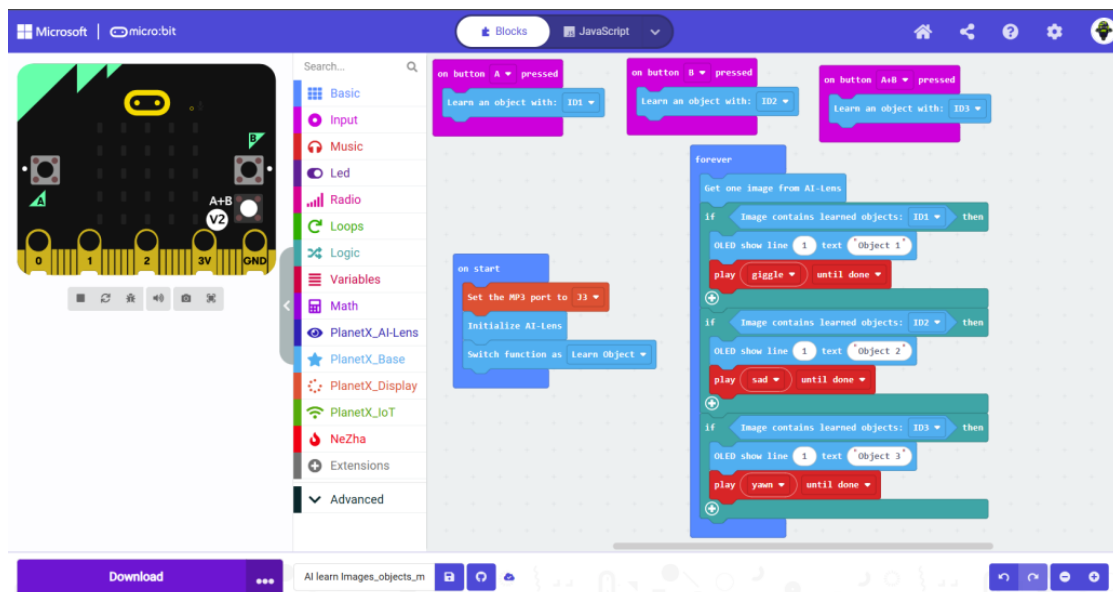 Microsoft micro:bit
Blocks
JavaScript
Search...
Basic
Input
Music
Led
Radio
Loops
Logic
Variables
Math
PlanetX_AI-Lens
PlanetX_Base
PlanetX_Display
PlanetX_IoT
NeZha
Extensions
Advanced
A
B
A+B
V2
0 1 2 3V GND
on button A pressed
Learn an object with: ID1
on button B pressed
Learn an object with: ID2
on button A+B pressed
Learn an object with: ID3
on start
Set the MP3 port to J3
Initialize AI-Lens
Switch function as Learn Object
forever
Get one image from AI-Lens
if Image contains learned objects: ID1 then
OLED show line 1 text "Object 1"
play giggle until done
if Image contains learned objects: ID2 then
OLED show line 1 text "Object 2"
play sad until done
if Image contains learned objects: ID3 then
OLED show line 1 text "Object 3"
play yawn until done
Download
AI learn Images_objects_m